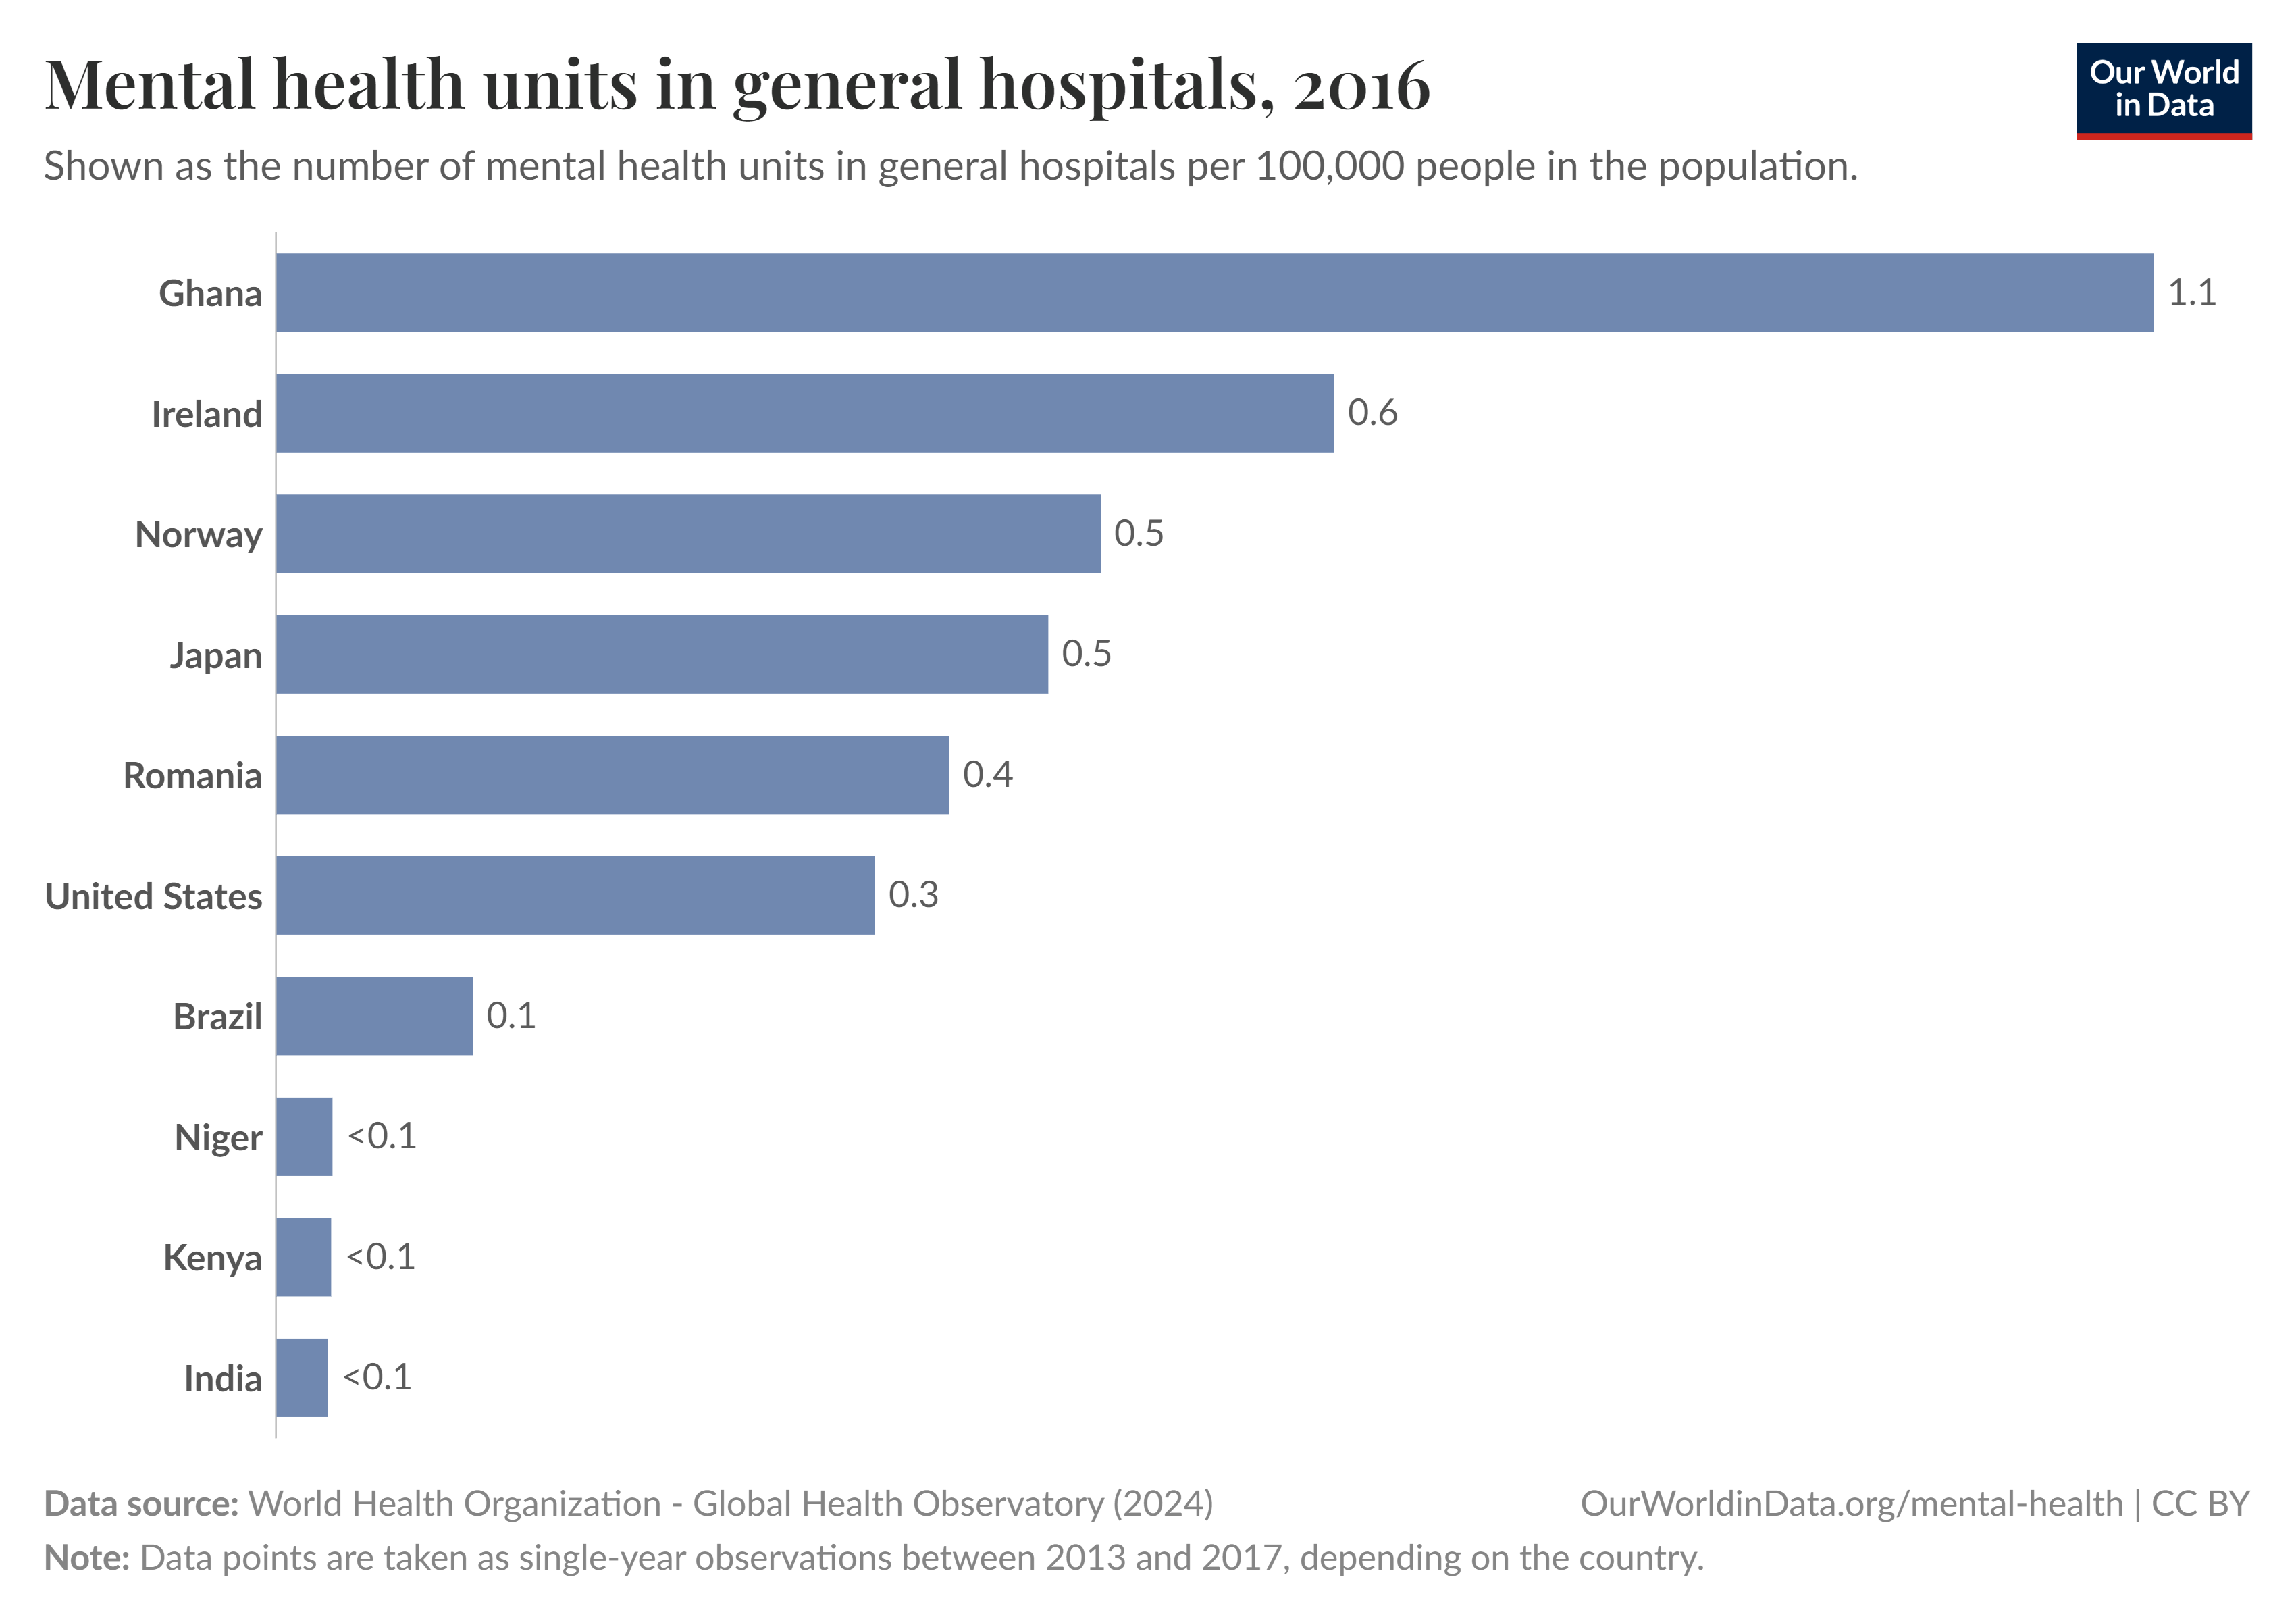 Mental health units in general hospitals, 2016
Our World
in Data
Shown as the number of mental health units in general hospitals per 100,000 people in the population.
Ghana 1.1
Ireland 0.6
Norway 0.5
Japan 0.5
Romania 0.4
United States 0.3
Brazil 0.1
Niger <0.1
Kenya <0.1
India <0.1
Data source: World Health Organization - Global Health Observatory (2024)
OurWorldinData.org/mental-health | CC BY
Note: Data points are taken as single-year observations between 2013 and 2017, depending on the country.